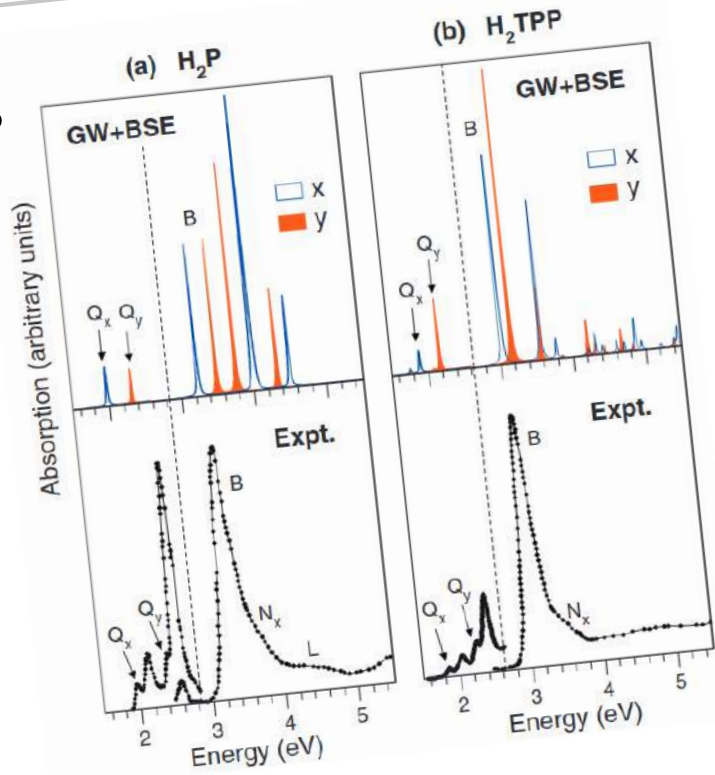 (a) H₂P
(b) H₂TPP
Absorption (arbitrary units)
GW+BSE
B
x
y
Qx Qy
Expt.
B
Qy
Qx
Nx
L
2 3 4 5
Energy (eV)
GW+BSE
B
x
y
Qy
Qx
Expt.
B
Qy
Qx
Nx
2 3 4 5
Energy (eV)